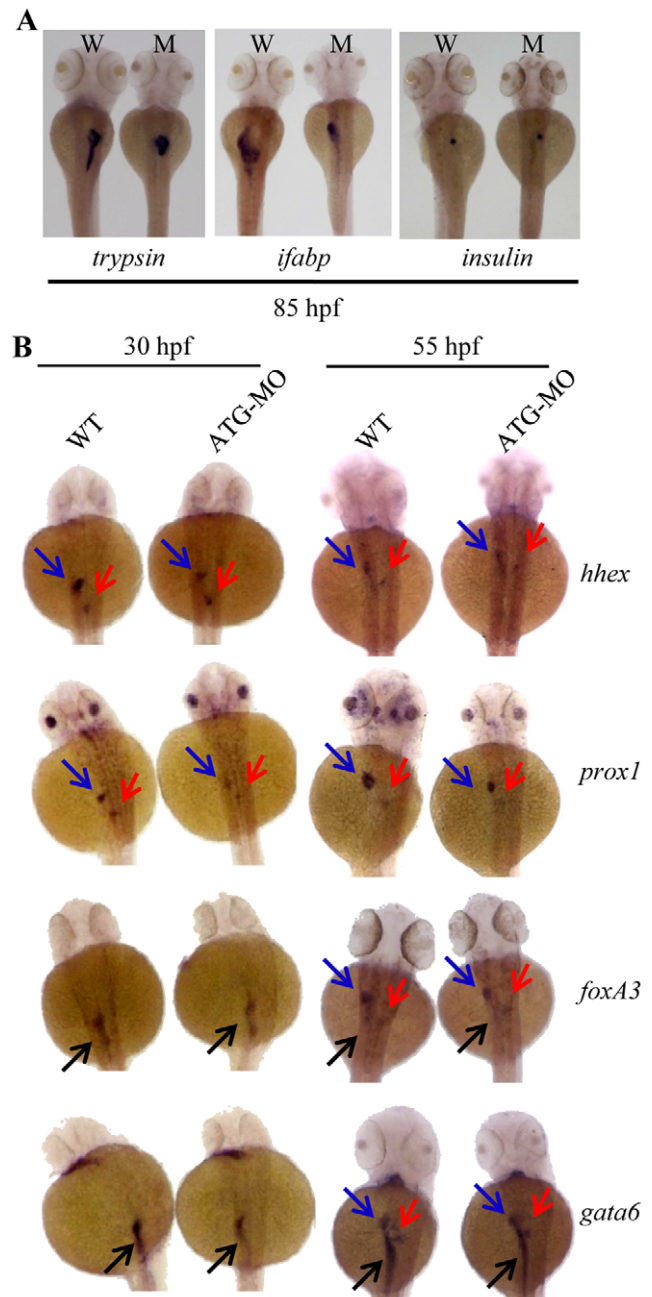 A
W M W M W M
trypsin ifabp insulin
85 hpf
B
30 hpf 55 hpf
WT ATG-MO WT ATG-MO
hhex
prox1
foxA3
gata6